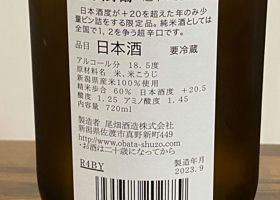 日本酒度が+20を超えた年のみ少
量ビン詰をする限定品。純米酒としては
全国で1,2を争う超辛口です。
品目 日本酒 要冷蔵
アルコール分 18.5度
原材料名 米、米こうじ
新潟県産米100%使用
精米歩合 60% 日本酒度 +20.5
酸度 1.25 アミノ酸度 1.45
内容量 720ml
製造者 尾畑酒造株式会社
新潟県佐渡市真野新町449
http://www.obata-shuzo.com
・お酒は二十歳になってから
R4BY
製造年月
2023.9